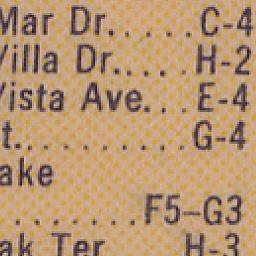 Mar Dr......C-4
Villa Dr.....H-2
Vista Ave...E-4
t..........G-4
ake
........F5–G3
ak Ter H-3